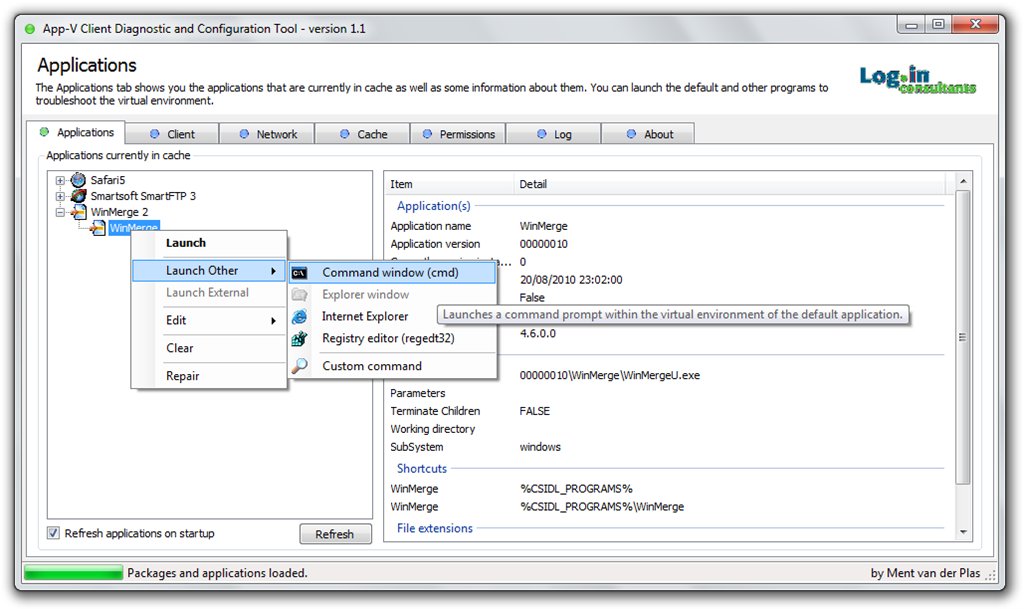 App-V Client Diagnostic and Configuration Tool - version 1.1
Applications
The Applications tab shows you the applications that are currently in cache as well as some information about them. You can launch the default and other programs to
troubleshoot the virtual environment.
Login
consultants
Applications
Client
Network
Cache
Permissions
Log
About
Applications currently in cache
Safari5
Smartsoft SmartFTP 3
WinMerge 2
WinMerge
Launch
Launch Other
Launch External
Edit
Clear
Repair
C:\
Command window (cmd)
Explorer window
Internet Explorer
Registry editor (regedt32)
Custom command
Launches a command prompt within the virtual environment of the default application.
Item Detail
Application(s)
Application name WinMerge
Application version 00000010
0
20/08/2010 23:02:00
False
4.6.0.0
00000010\WinMerge\WinMergeU.exe
Parameters
Terminate Children FALSE
Working directory
SubSystem windows
Shortcuts
WinMerge %CSIDL_PROGRAMS%
WinMerge %CSIDL_PROGRAMS%\WinMerge
File extensions
Refresh applications on startup
Refresh
Packages and applications loaded.
by Ment van der Plas